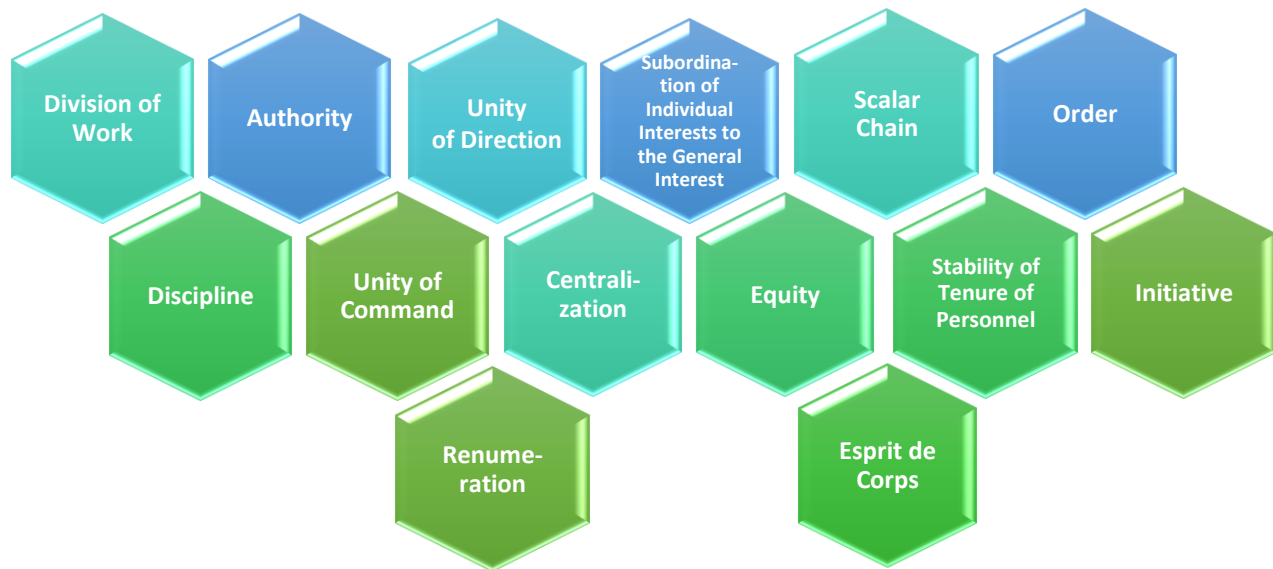 Division of
Work
Authority
Unity
of Direction
Subordina-
tion of
Individual
Interests to
the General
Interest
Scalar
Chain
Order
Discipline
Unity of
Command
Centrali-
zation
Equity
Stability of
Tenure of
Personnel
Initiative
Renume-
ration
Esprit de
Corps